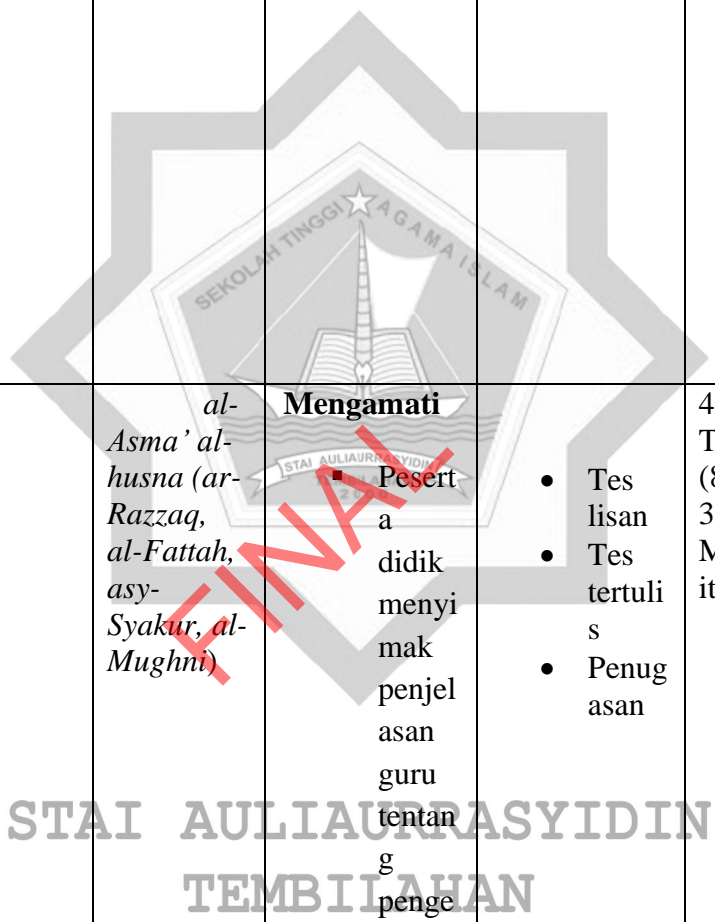 SEKOLAH TINGGI AGAMA ISLAM
al-
Asma’ al-
husna (ar-
Razzaq,
al-Fattah,
asy-
Syakur, al-
Mughni)
Mengamati
▪ Pesert
a
didik
menyi
mak
penjel
asan
guru
tentan
g
penge
• Tes
lisan
• Tes
tertuli
s
• Penug
asan
4
T
(8
3
M
it
STAI AULIAURRASYIDIN
FINAL
STAI AULIAURRASYIDIN
TEMBILAHAN